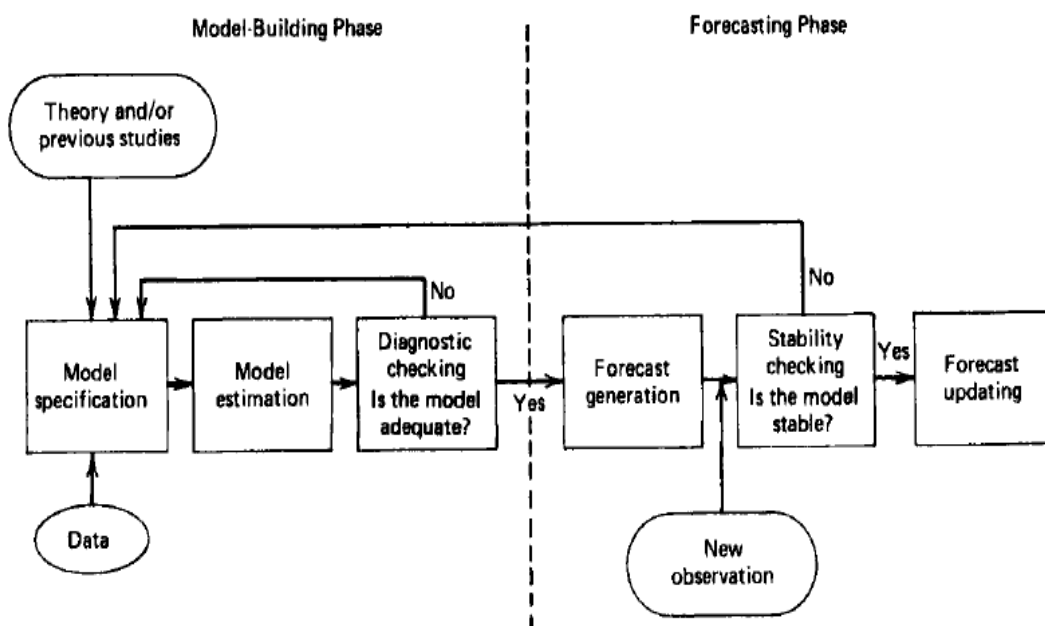 Model-Building Phase
Forecasting Phase
Theory and/or
previous studies
No
No
Model
specification
Model
estimation
Diagnostic
checking
Is the model
adequate?
Yes
Forecast
generation
Stability
checking
Is the model
stable?
Yes
Forecast
updating
Data
New
observation